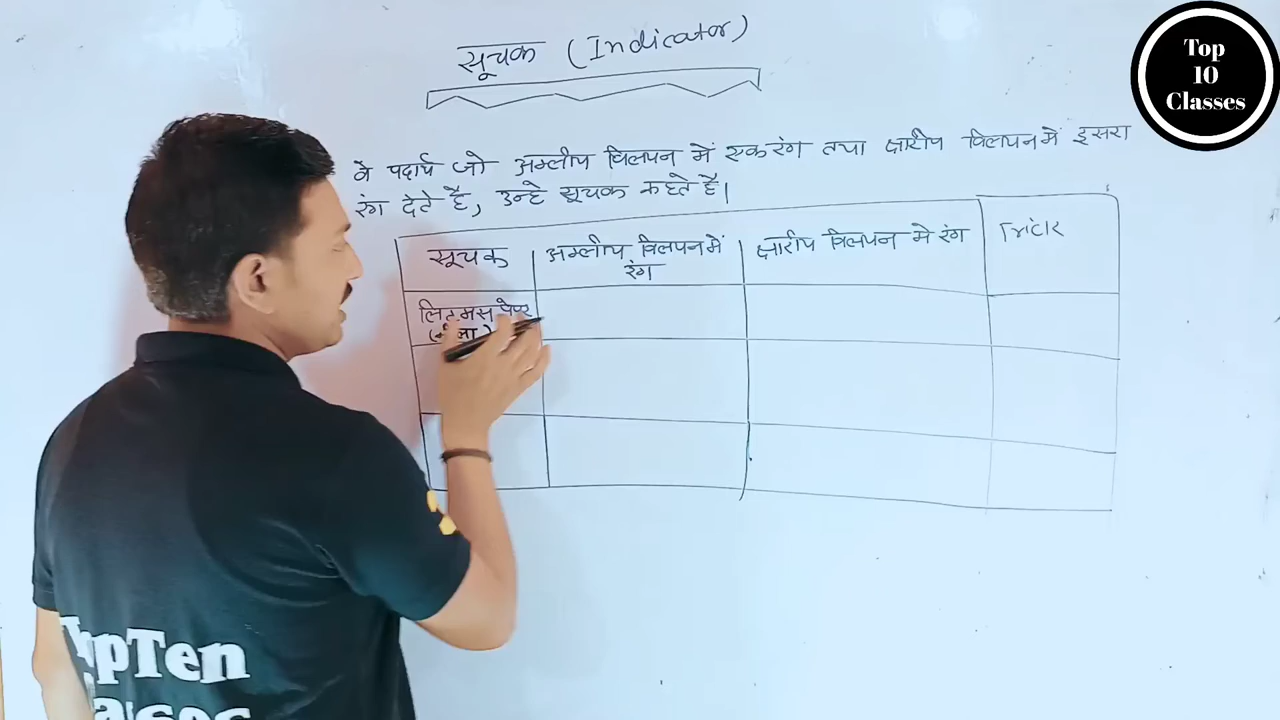 सूचक (Indicator)
Top
10
Classes
वे पदार्थ जो अम्लीय विलयन में एक रंग तथा क्षारीय विलयन में दूसरा
रंग देते है, उन्हे सूचक कहते है।
सूचक
अम्लीय विलयन में
रंग
क्षारीय विलयन मे रंग
लिटमस पेपर
TopTen